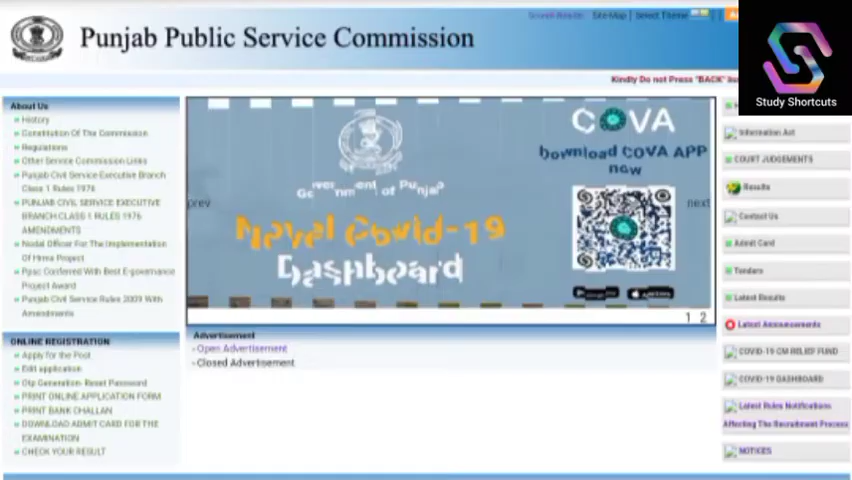 Screen Reader Site-Map | Select Theme
Punjab Public Service Commission
Study Shortcuts
Kindly Do not Press "BACK"
About Us
History
Constitution Of The Commission
Regulations
Other Service Commission Links
Punjab Civil Service Executive Branch
Class 1 Rules 1976
PUNJAB CIVIL SERVICE EXECUTIVE
BRANCH CLASS 1 RULES 1976
AMENDMENTS
Nodal Officer For The Implementation
Of Hrms Project
Ppsc Conferred With Best E-governance
Project Award
Punjab Civil Service Rules 2009 With
Amendments
ONLINE REGISTRATION
Apply for the Post
Edit application
Otp Generation- Reset Password
PRINT ONLINE APPLICATION FORM
PRINT BANK CHALLAN
DOWNLOAD ADMIT CARD FOR THE
EXAMINATION
CHECK YOUR RESULT
Government of Punjab
Novel Covid-19
Dashboard
COVA
Download COVA APP
now
prev
next
1 2
Advertisement
- Open Advertisement
- Closed Advertisement
Information Act
COURT JUDGEMENTS
Results
Contact Us
Admit Card
Tenders
Latest Results
Latest Announcements
COVID-19 CM RELIEF FUND
COVID-19 DASHBOARD
Latest Rules Notifications
Affecting The Recruitment Process
NOTICES